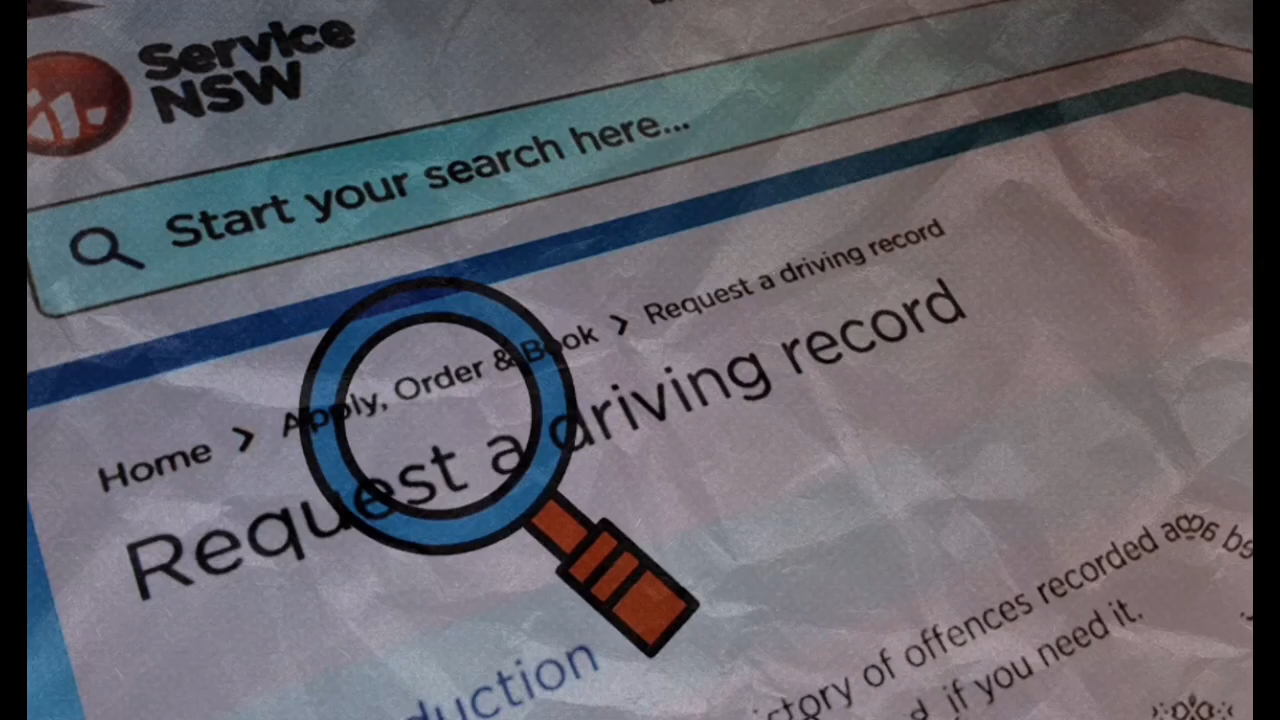 Service
NSW
Start your search here...
Home > Apply, Order & Book > Request a driving record
Request a driving record
duction
story of offences recorded
if you need it.